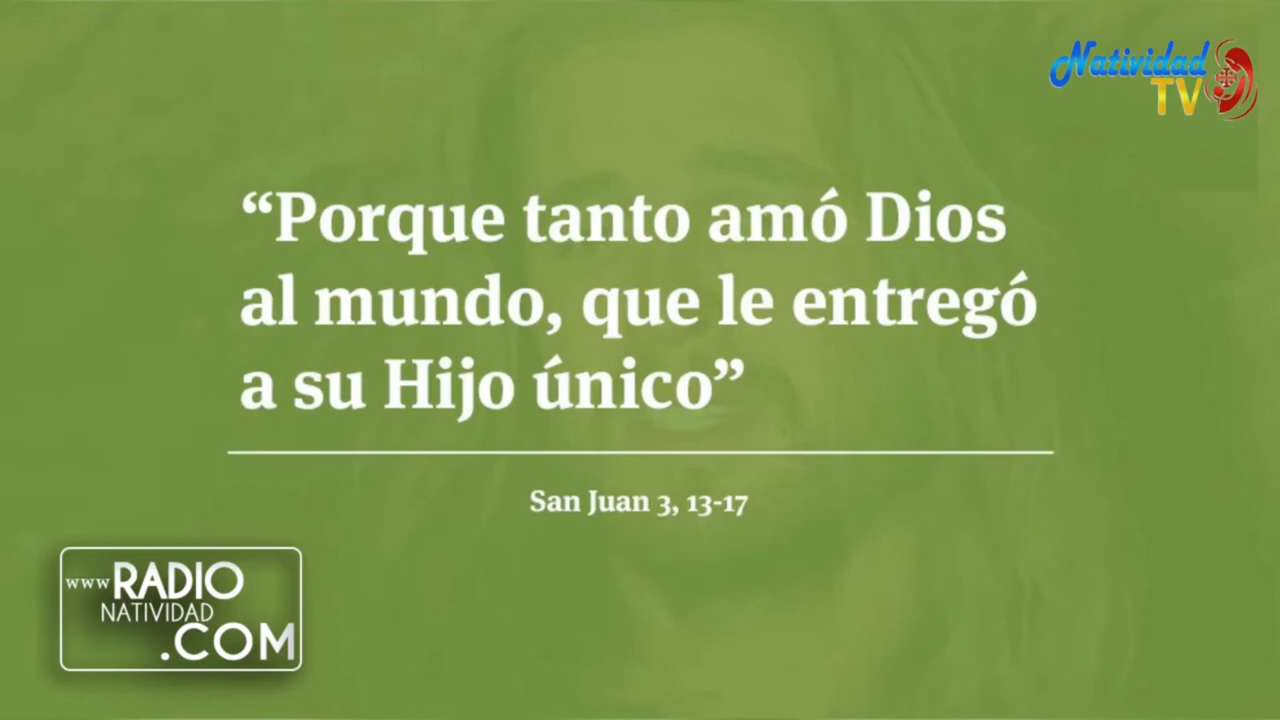 Natividad
TV
“Porque tanto amó Dios
al mundo, que le entregó
a su Hijo único”
San Juan 3, 13-17
www RADIO
NATIVIDAD
.COM